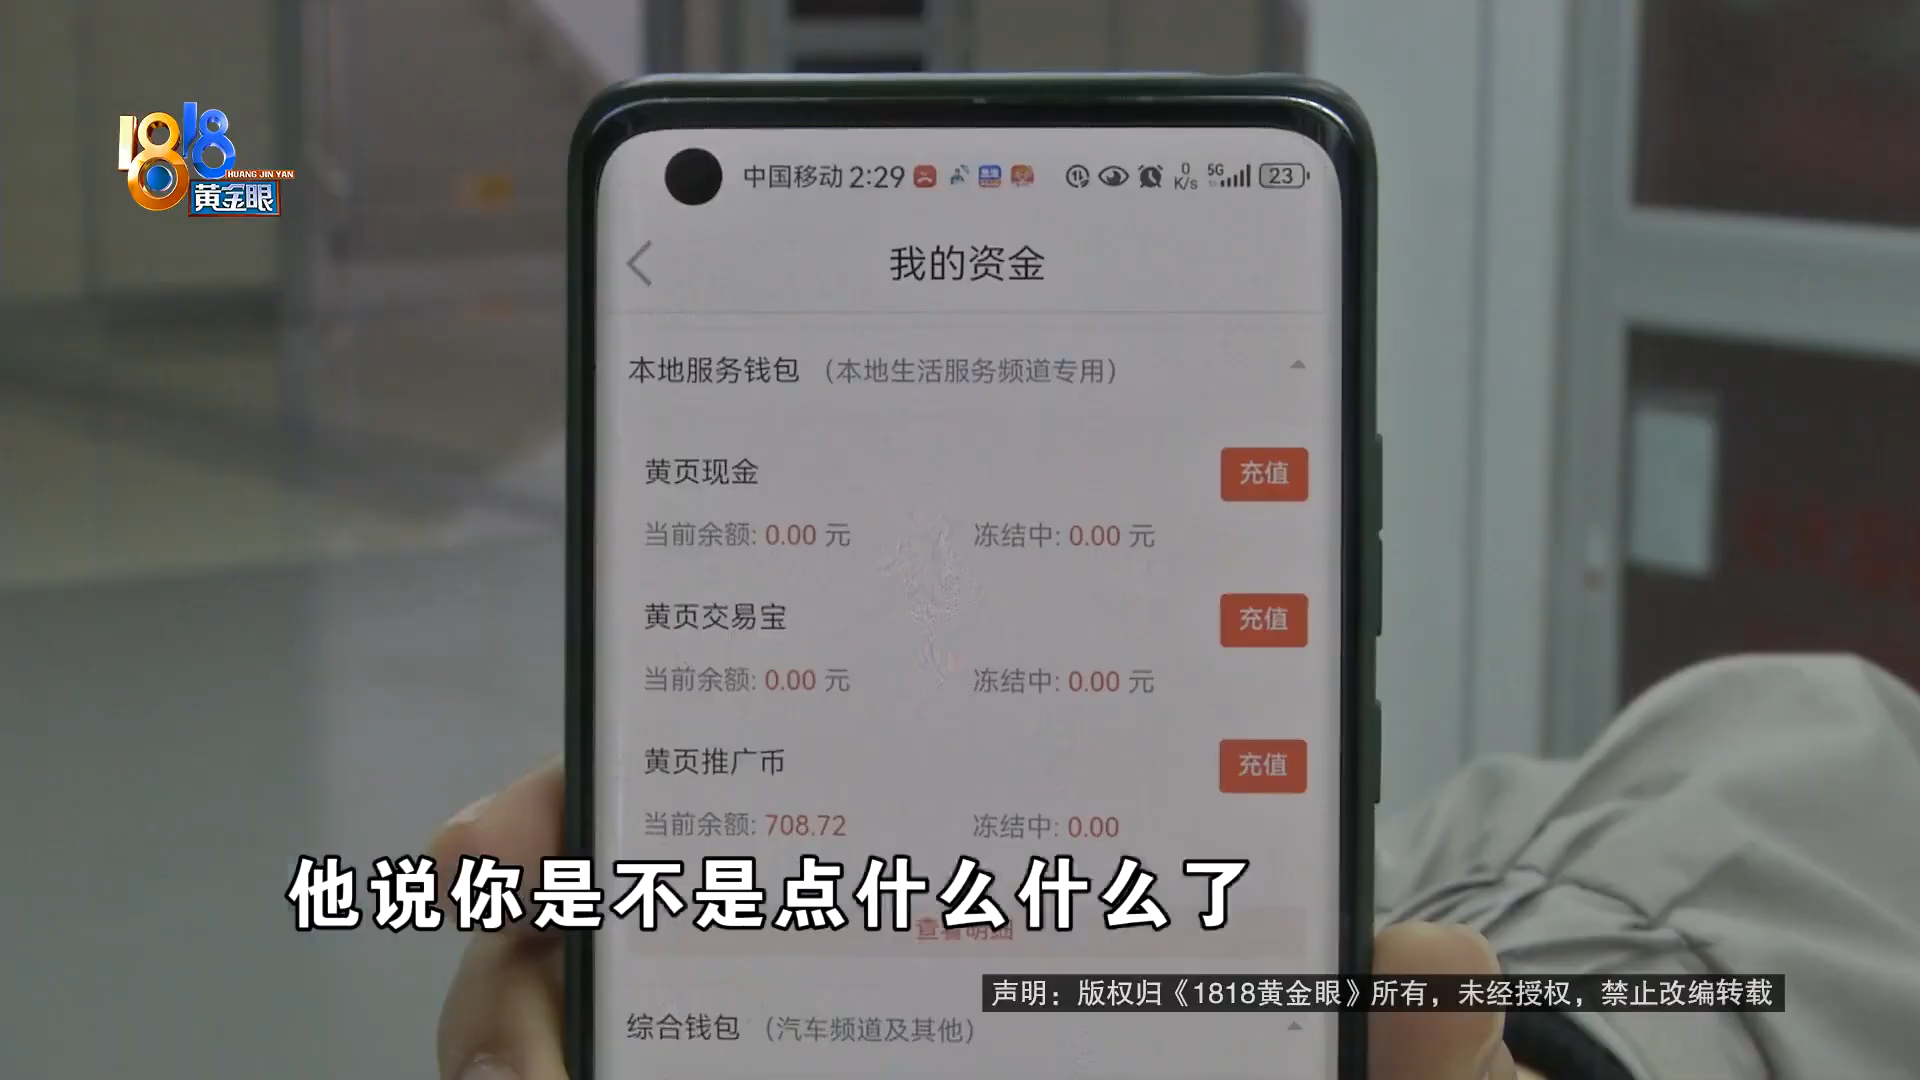 1818
HUANG JIN YAN
黄金眼
中国移动 2:29
0 K/s 5G 23
我的资金
本地服务钱包 （本地生活服务频道专用）
黄页现金 充值
当前余额: 0.00 元 冻结中: 0.00 元
黄页交易宝 充值
当前余额: 0.00 元 冻结中: 0.00 元
黄页推广币 充值
当前余额: 708.72 冻结中: 0.00
他说你是不是点什么什么了
查看明细
声明：版权归《1818黄金眼》所有，未经授权，禁止改编转载
综合钱包 （汽车频道及其他）